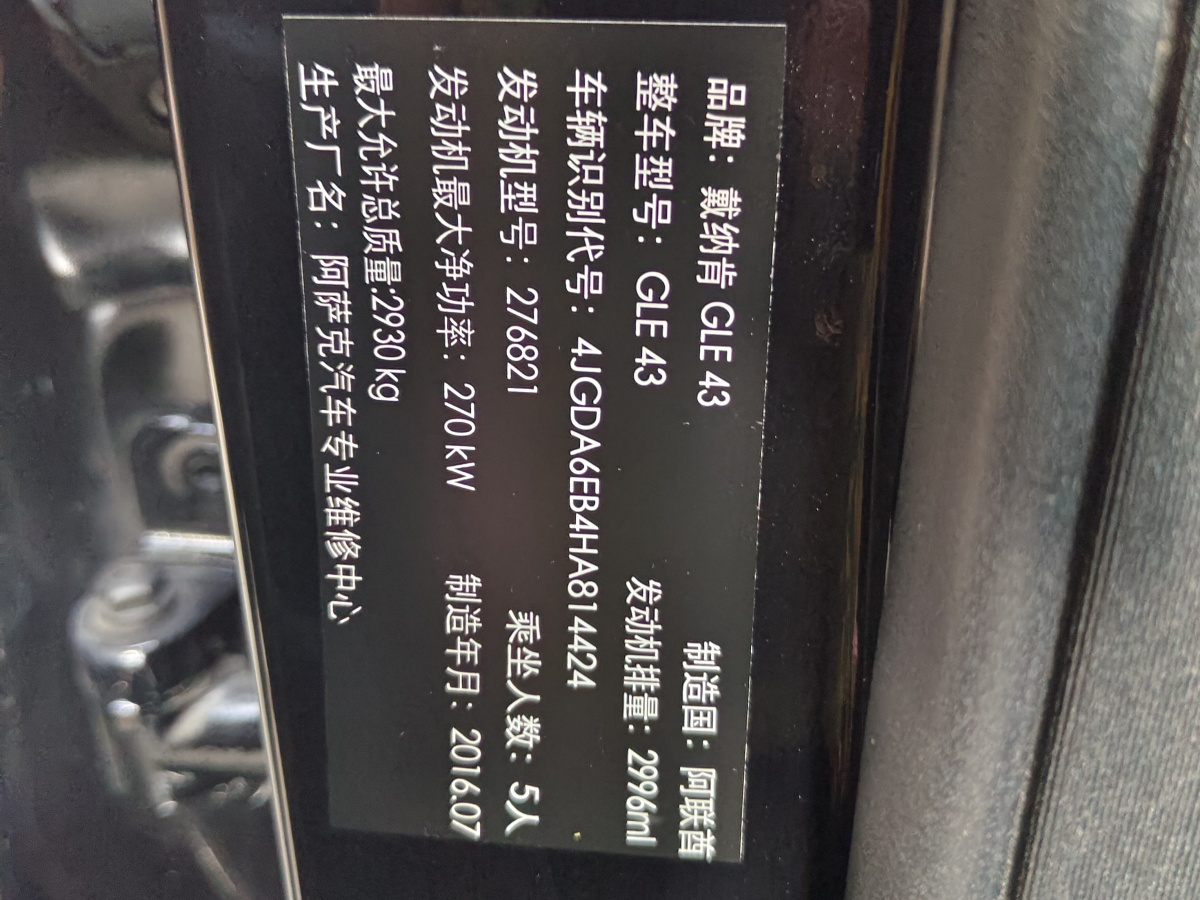 品牌：戴纳肯 GLE 43 制造国：阿联酋
整车型号：GLE 43 发动机排量：2996ml
车辆识别代号：4JGDA6EB4HA814424
发动机型号：276821 乘坐人数：5人
发动机最大净功率：270 kW 制造年月：2016.07
最大允许总质量:2930 kg
生产厂名：阿萨克汽车专业维修中心